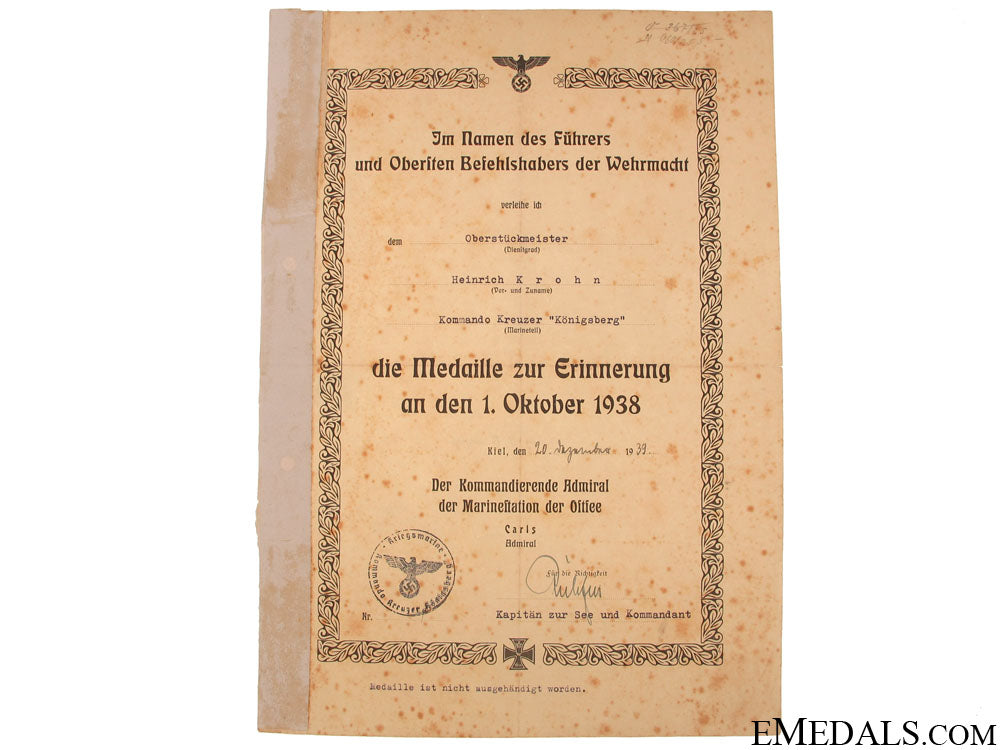 Im Namen des Führers
und Obersten Befehlshabers der Wehrmacht
verleihe ich
dem Oberstückmeister
(Dienstgrad)
Heinrich K r o h n
(Vor- und Zuname)
Kommando Kreuzer "Königsberg"
(Marineteil)
die Medaille zur Erinnerung
an den 1. Oktober 1938
Kiel, den 20. Dezember 1939.
Der Kommandierende Admiral
der Marinestation der Ostsee
Carls
Admiral
Für die Richtigkeit
Kriegsmarine
Kommando Kreuzer Königsberg
Nr.
Kapitän zur See und Kommandant
Medaille ist nicht ausgehändigt worden.
EMEDALS.COM